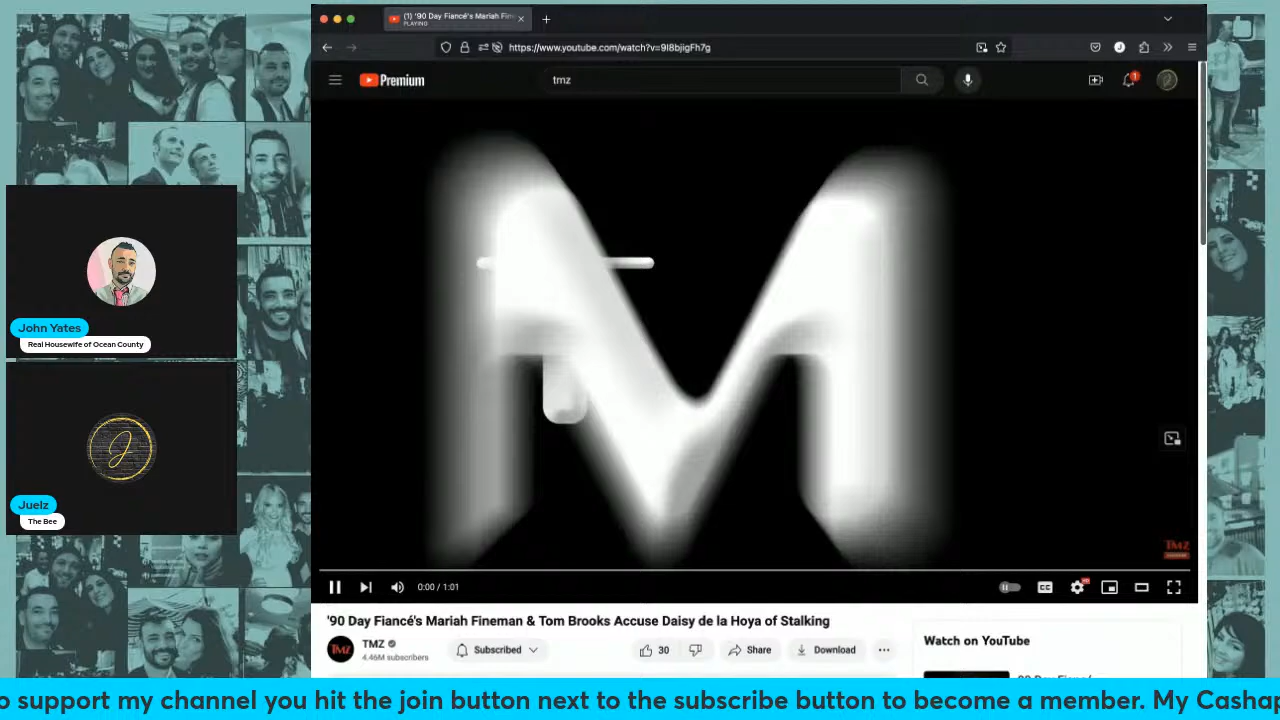 (1) '90 Day Fiancé's Mariah Fin
PLAYING
https://www.youtube.com/watch?v=9I8bjigFh7g
Premium
tmz
1
John Yates
Real Housewife of Ocean County
Juelz
The Bee
TMZ
0:00 / 1:01
HD
'90 Day Fiancé's Mariah Fineman & Tom Brooks Accuse Daisy de la Hoya of Stalking
TMZ
4.46M subscribers
Subscribed
30
Share
Download
Watch on YouTube
o support my channel you hit the join button next to the subscribe button to become a member. My Cashap